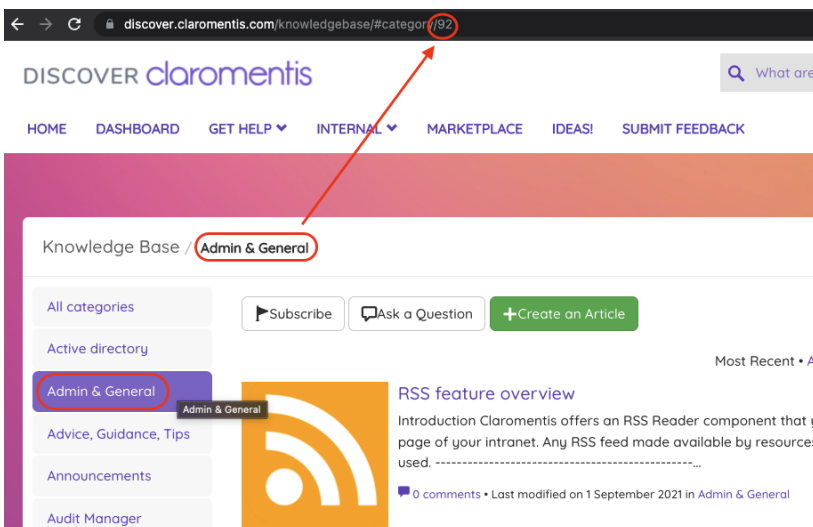 discover.claromentis.com/knowledgebase/#category/92
DISCOVER claromentis
What are
HOME DASHBOARD GET HELP INTERNAL MARKETPLACE IDEAS! SUBMIT FEEDBACK
Knowledge Base / Admin & General
All categories
Subscribe Ask a Question Create an Article
Active directory
Most Recent •
Admin & General
Admin & General
RSS feature overview
Introduction Claromentis offers an RSS Reader component that
Advice, Guidance, Tips
page of your intranet. Any RSS feed made available by resources
used. ------------------------------------------------...
Announcements
0 comments • Last modified on 1 September 2021 in Admin & General
Audit Manager